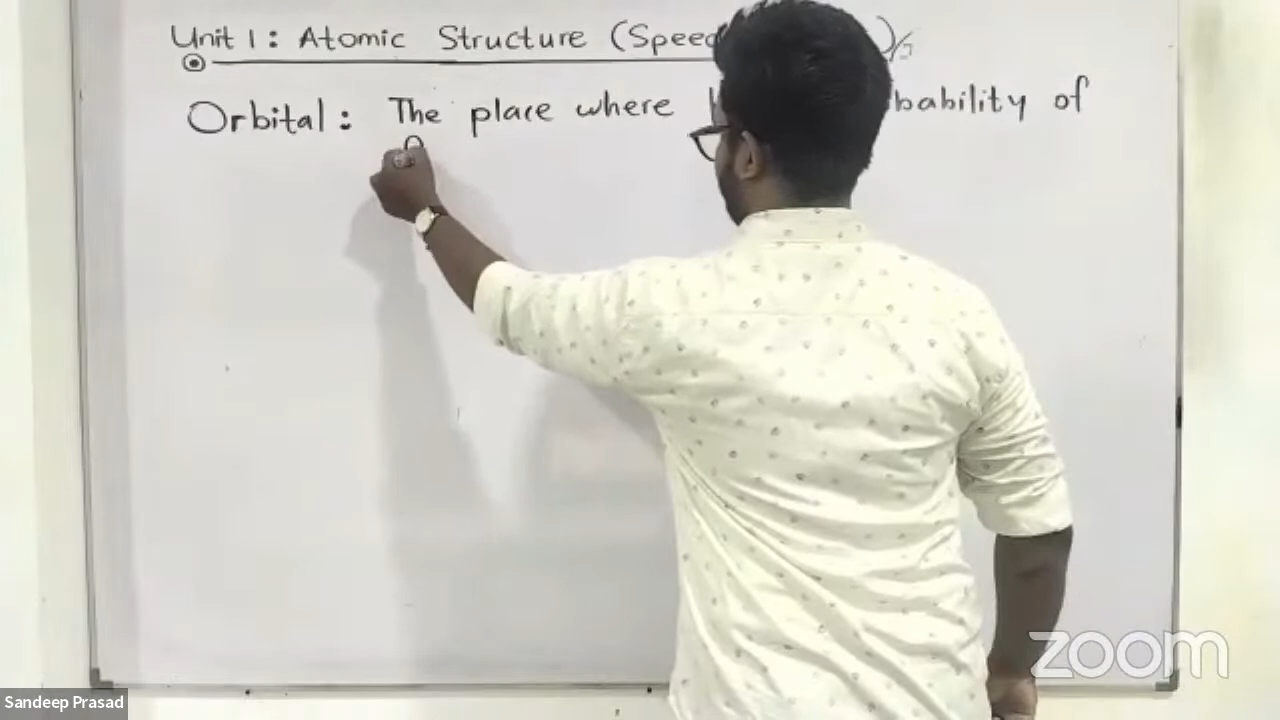 Unit 1: Atomic Structure (Speed
Orbital: The place where bability of
zoom
Sandeep Prasad